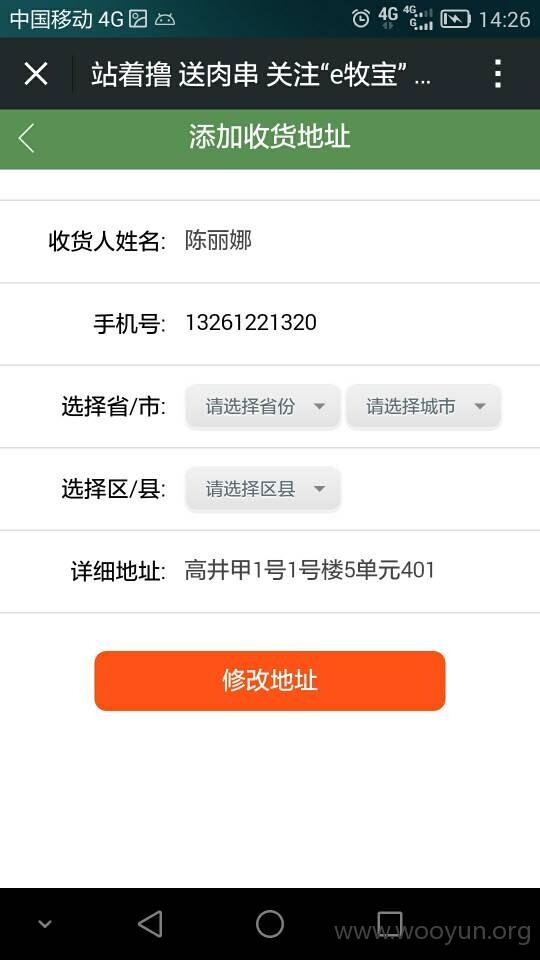 中国移动 4G 4G 4G G 14:26
站着撸 送肉串 关注“e牧宝” ...
添加收货地址
收货人姓名: 陈丽娜
手机号: 13261221320
选择省/市: 请选择省份 请选择城市
选择区/县: 请选择区县
详细地址: 高井甲1号1号楼5单元401
修改地址
www.wooyun.org